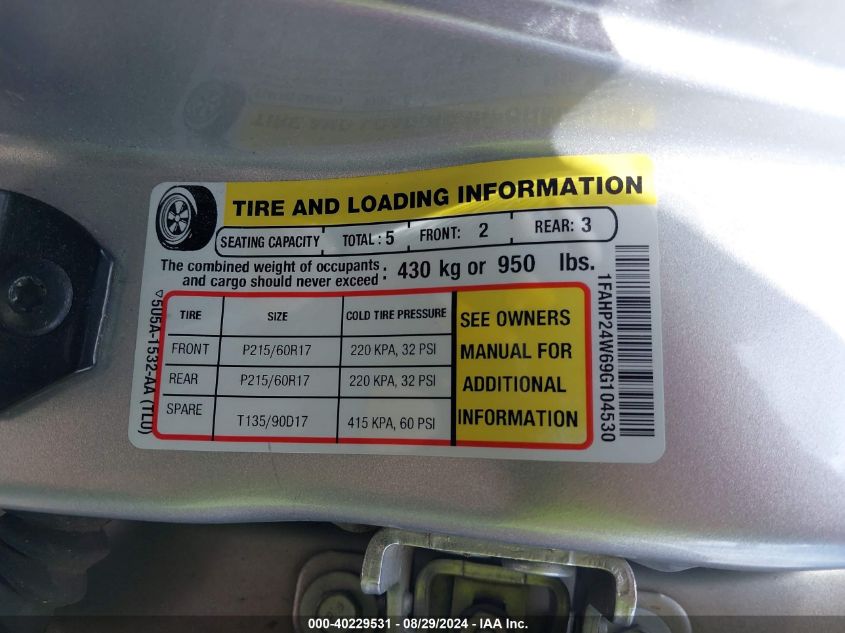 TIRE AND LOADING INFORMATION
SEATING CAPACITY TOTAL : 5 FRONT: 2 REAR: 3
The combined weight of occupants and cargo should never exceed : 430 kg or 950 lbs.
TIRE SIZE COLD TIRE PRESSURE
FRONT P215/60R17 220 KPA, 32 PSI
REAR P215/60R17 220 KPA, 32 PSI
SPARE T135/90D17 415 KPA, 60 PSI
SEE OWNERS
MANUAL FOR
ADDITIONAL
INFORMATION
5U5A-1532-AA (TLU)
1FAHP24W69G104530
000-40229531 - 08/29/2024 - IAA Inc.